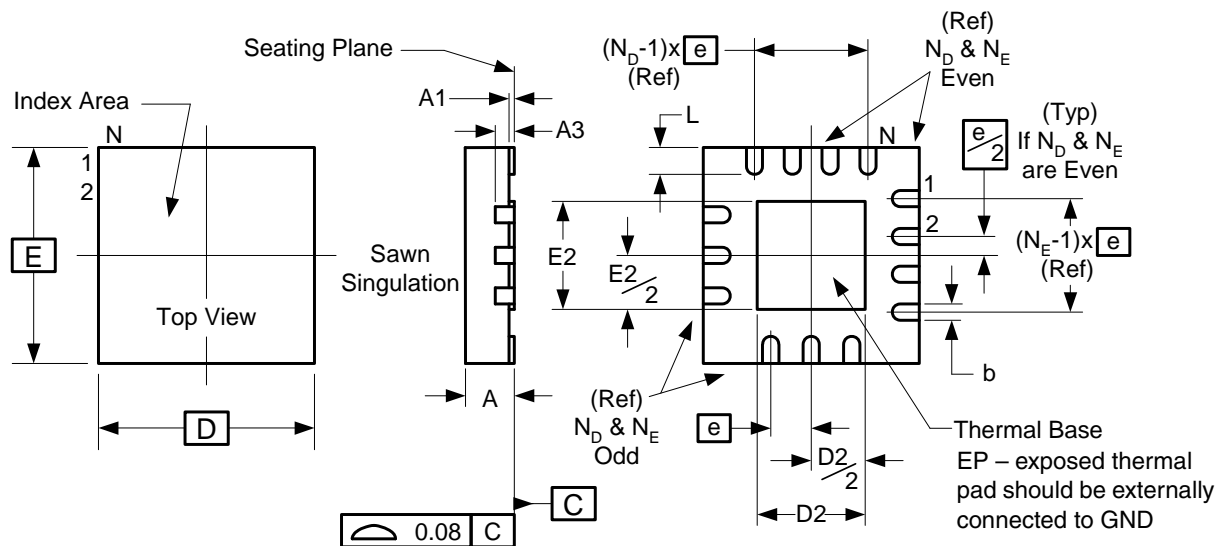 Seating Plane
(N_D-1)x e
(Ref)
(Ref)
N_D & N_E
Even
Index Area
A1
A3
L
N
N
(Typ)
e/2
If N_D & N_E
are Even
1
2
1
2
E
Sawn
Singulation
E2
E2/2
(N_E-1)x e
(Ref)
Top View
A
b
D
(Ref)
N_D & N_E
Odd
e
D2/2
D2
Thermal Base
EP – exposed thermal
pad should be externally
connected to GND
C
0.08 C